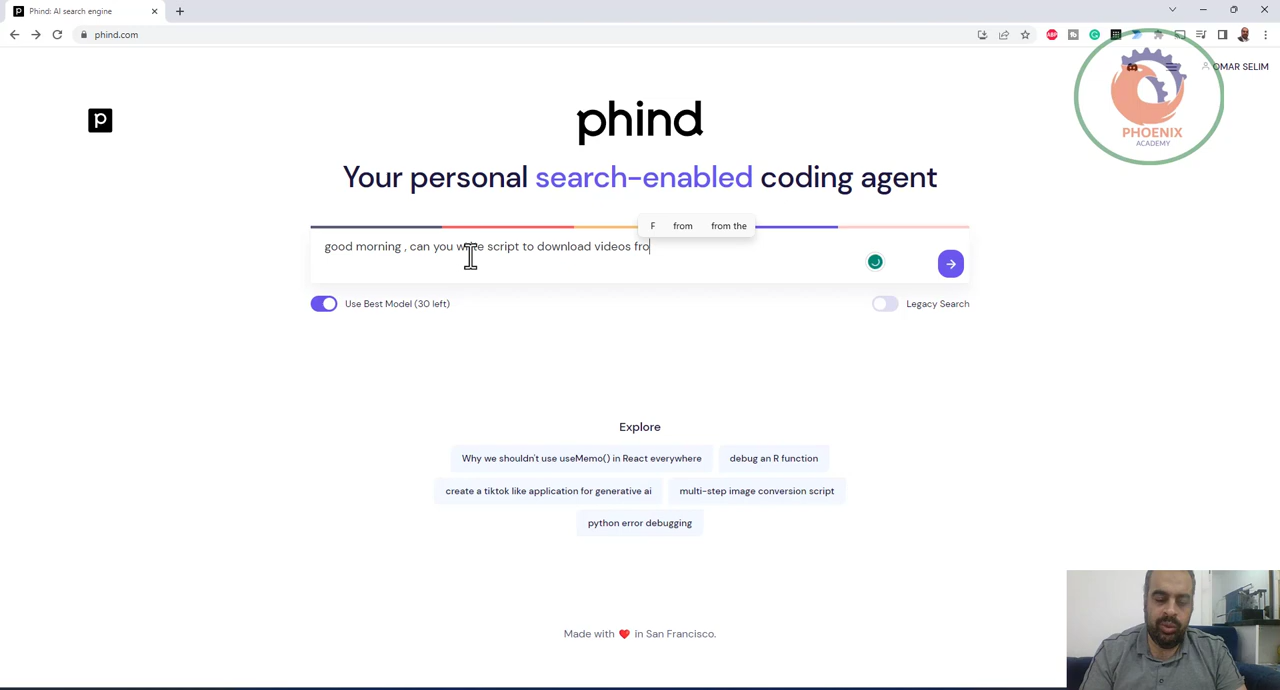 Phind: AI search engine
phind.com
ABP
OMAR SELIM
PHOENIX
ACADEMY
p
phind
Your personal search-enabled coding agent
F from from the
good morning , can you w e script to download videos fro
Use Best Model (30 left)
Legacy Search
Explore
Why we shouldn't use useMemo() in React everywhere
debug an R function
create a tiktok like application for generative ai
multi-step image conversion script
python error debugging
Made with ❤️ in San Francisco.